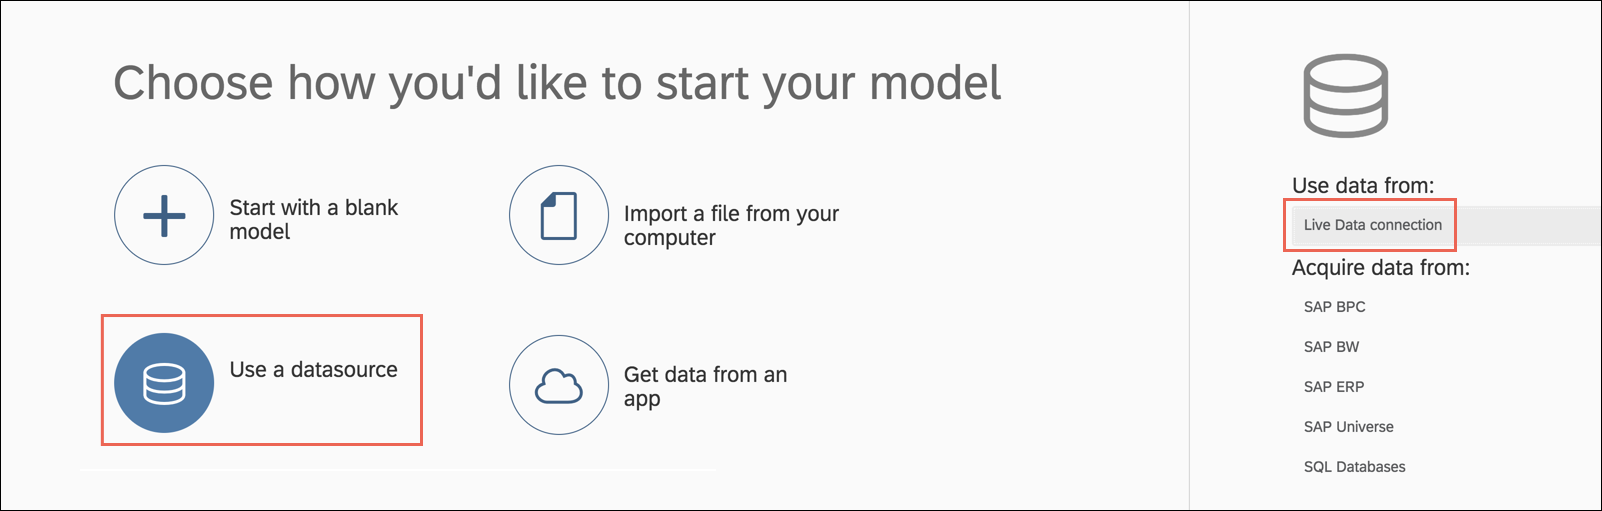 Choose how you'd like to start your model
Start with a blank
model
Import a file from your
computer
Use a datasource
Get data from an
app
Use data from:
Live Data connection
Acquire data from:
SAP BPC
SAP BW
SAP ERP
SAP Universe
SQL Databases